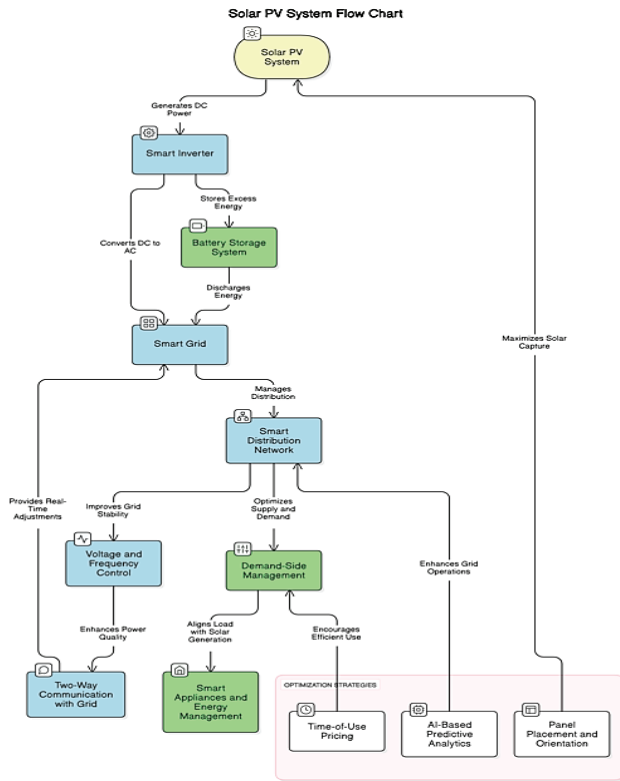 Solar PV System Flow Chart
Solar PV
System
Generates DC
Power
Smart Inverter
Stores Excess
Energy
Converts DC to
AC
Battery Storage
System
Discharges
Energy
Smart Grid
Maximizes Solar
Capture
Manages
Distribution
Smart
Distribution
Network
Provides Real-
Time
Adjustments
Improves Grid
Stability
Optimizes
Supply and
Demand
Voltage and
Frequency
Control
Demand-Side
Management
Enhances Grid
Operations
Enhances Power
Quality
Aligns Load
with Solar
Generation
Encourages
Efficient Use
Two-Way
Communication
with Grid
Smart
Appliances and
Energy
Management
OPTIMIZATION STRATEGIES
Time-of-Use
Pricing
AI-Based
Predictive
Analytics
Panel
Placement and
Orientation